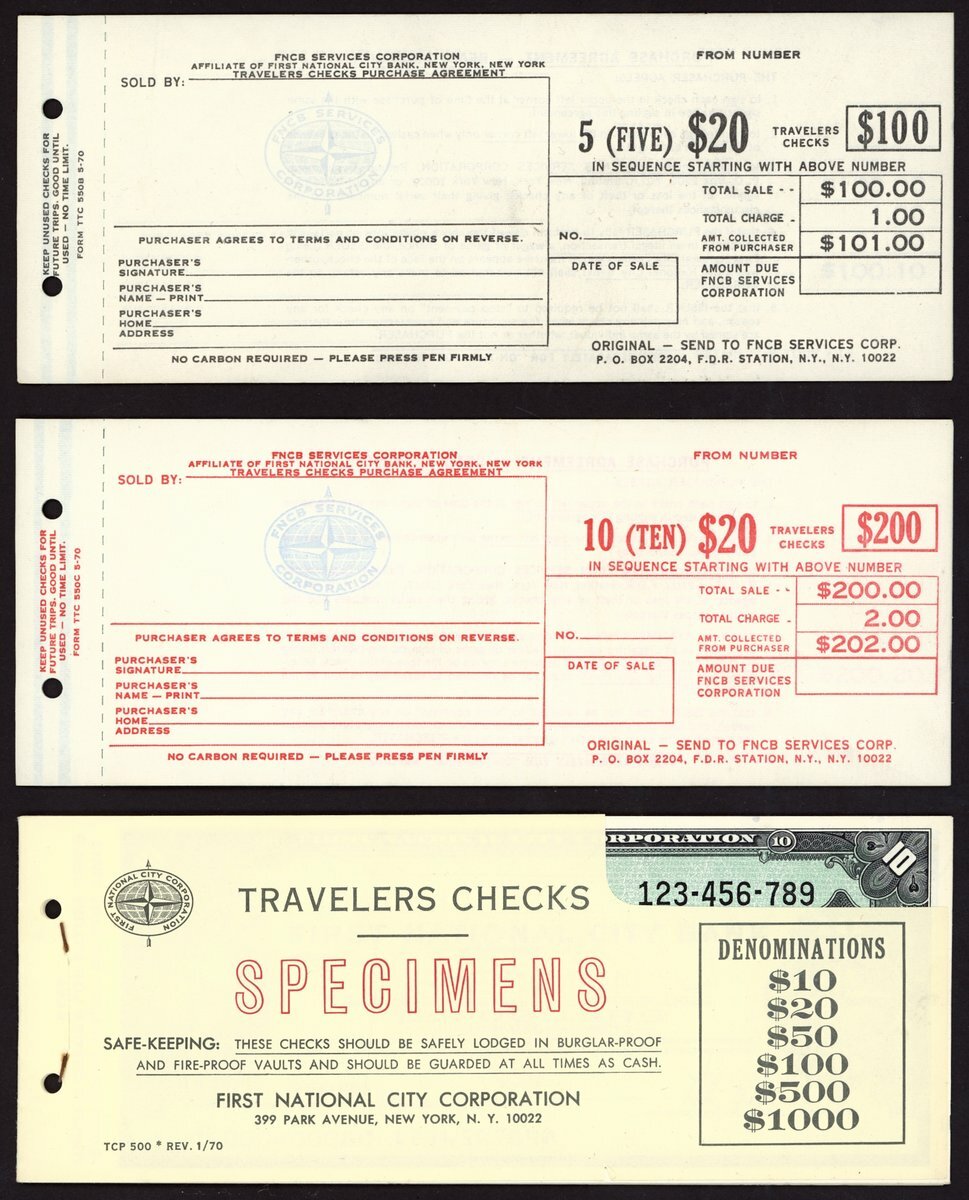 FNCB SERVICES CORPORATION
AFFILIATE OF FIRST NATIONAL CITY BANK, NEW YORK, NEW YORK
TRAVELERS CHECKS PURCHASE AGREEMENT
SOLD BY:
FROM NUMBER
FNCB SERVICES
CORPORATION
5 (FIVE) $20 TRAVELERS CHECKS $100
IN SEQUENCE STARTING WITH ABOVE NUMBER
TOTAL SALE - - $100.00
TOTAL CHARGE - 1.00
AMT. COLLECTED FROM PURCHASER $101.00
AMOUNT DUE
FNCB SERVICES
CORPORATION
NO.
DATE OF SALE
PURCHASER AGREES TO TERMS AND CONDITIONS ON REVERSE.
PURCHASER'S
SIGNATURE
PURCHASER'S
NAME — PRINT
PURCHASER'S
HOME
ADDRESS
NO CARBON REQUIRED — PLEASE PRESS PEN FIRMLY
ORIGINAL — SEND TO FNCB SERVICES CORP.
P. O. BOX 2204, F.D.R. STATION, N.Y., N.Y. 10022
KEEP UNUSED CHECKS FOR
FUTURE TRIPS. GOOD UNTIL
USED — NO TIME LIMIT.
FORM TTC 550B 5-70
FNCB SERVICES CORPORATION
AFFILIATE OF FIRST NATIONAL CITY BANK, NEW YORK, NEW YORK
TRAVELERS CHECKS PURCHASE AGREEMENT
SOLD BY:
FROM NUMBER
FNCB SERVICES
CORPORATION
10 (TEN) $20 TRAVELERS CHECKS $200
IN SEQUENCE STARTING WITH ABOVE NUMBER
TOTAL SALE - - $200.00
TOTAL CHARGE - 2.00
AMT. COLLECTED FROM PURCHASER $202.00
AMOUNT DUE
FNCB SERVICES
CORPORATION
NO.
DATE OF SALE
PURCHASER AGREES TO TERMS AND CONDITIONS ON REVERSE.
PURCHASER'S
SIGNATURE
PURCHASER'S
NAME — PRINT
PURCHASER'S
HOME
ADDRESS
NO CARBON REQUIRED — PLEASE PRESS PEN FIRMLY
ORIGINAL — SEND TO FNCB SERVICES CORP.
P. O. BOX 2204, F.D.R. STATION, N.Y., N.Y. 10022
KEEP UNUSED CHECKS FOR
FUTURE TRIPS. GOOD UNTIL
USED — NO TIME LIMIT.
FORM TTC 550C 5-70
RPORATION 10
10
123-456-789
FIRST NATIONAL CITY CORPORATION
TRAVELERS CHECKS
SPECIMENS
SAFE-KEEPING: THESE CHECKS SHOULD BE SAFELY LODGED IN BURGLAR-PROOF
AND FIRE-PROOF VAULTS AND SHOULD BE GUARDED AT ALL TIMES AS CASH.
FIRST NATIONAL CITY CORPORATION
399 PARK AVENUE, NEW YORK, N. Y. 10022
TCP 500 * REV. 1/70
DENOMINATIONS
$10
$20
$50
$100
$500
$1000